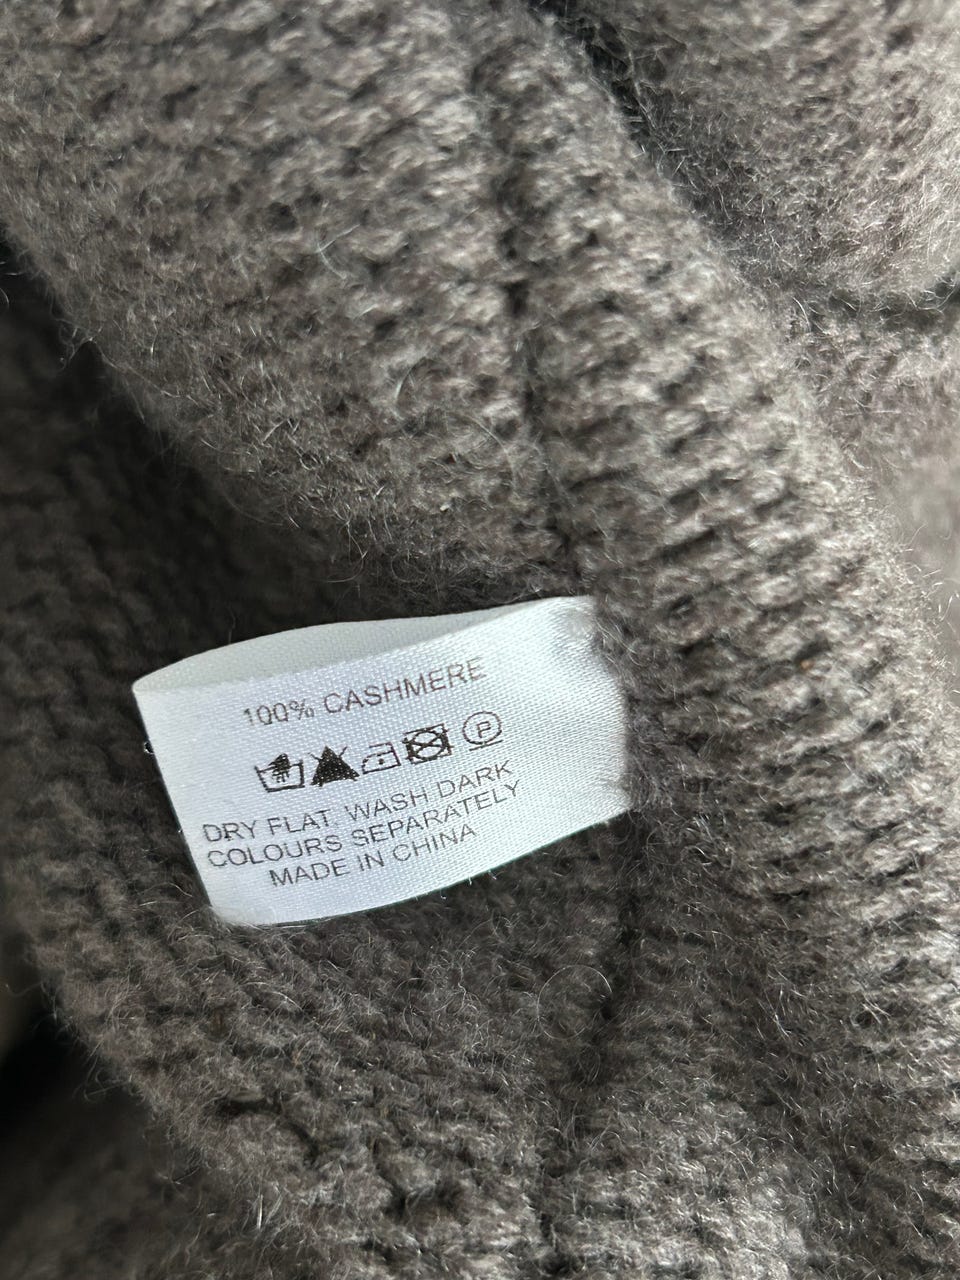 100% CASHMERE
P
DRY FLAT WASH DARK
COLOURS SEPARATELY
MADE IN CHINA